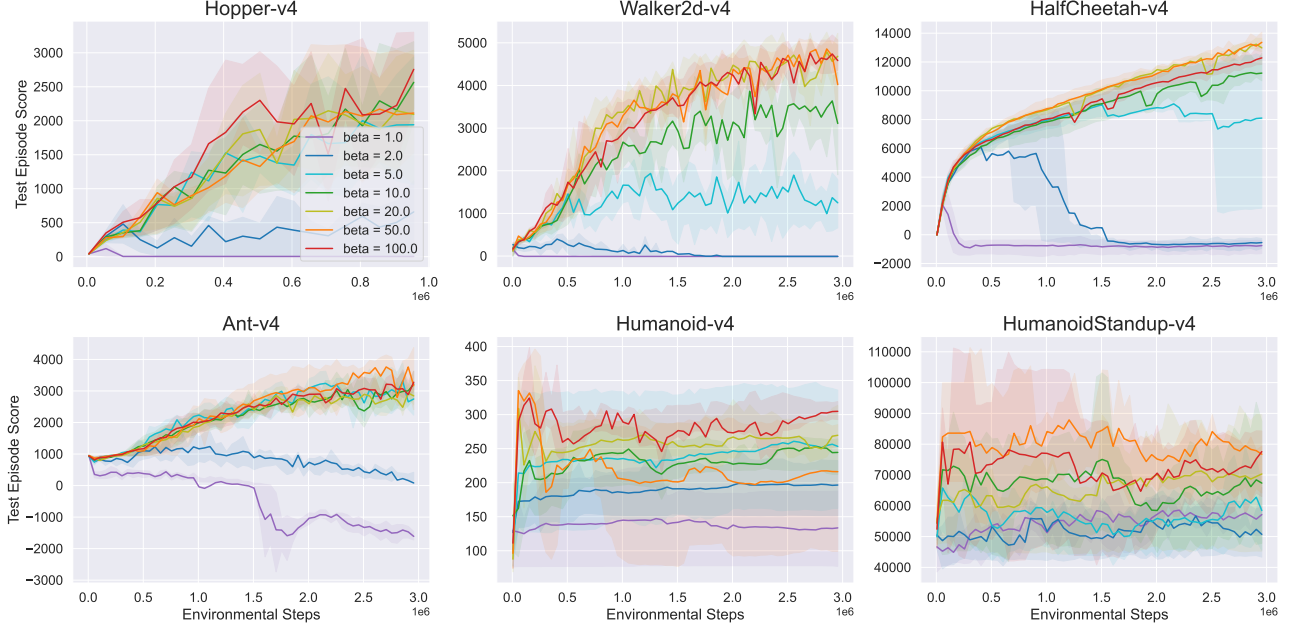 Hopper-v4
Walker2d-v4
HalfCheetah-v4
Test Episode Score
3000
2500
2000
1500
1000
500
0
0.0 0.2 0.4 0.6 0.8 1.0
1e6
beta = 1.0
beta = 2.0
beta = 5.0
beta = 10.0
beta = 20.0
beta = 50.0
beta = 100.0
5000
4000
3000
2000
1000
0
0.0 0.5 1.0 1.5 2.0 2.5 3.0
1e6
14000
12000
10000
8000
6000
4000
2000
0
−2000
0.0 0.5 1.0 1.5 2.0 2.5 3.0
1e6
Ant-v4
Humanoid-v4
HumanoidStandup-v4
Test Episode Score
4000
3000
2000
1000
0
−1000
−2000
−3000
0.0 0.5 1.0 1.5 2.0 2.5 3.0
Environmental Steps
1e6
400
350
300
250
200
150
100
0.0 0.5 1.0 1.5 2.0 2.5 3.0
Environmental Steps
1e6
110000
100000
90000
80000
70000
60000
50000
40000
0.0 0.5 1.0 1.5 2.0 2.5 3.0
Environmental Steps
1e6